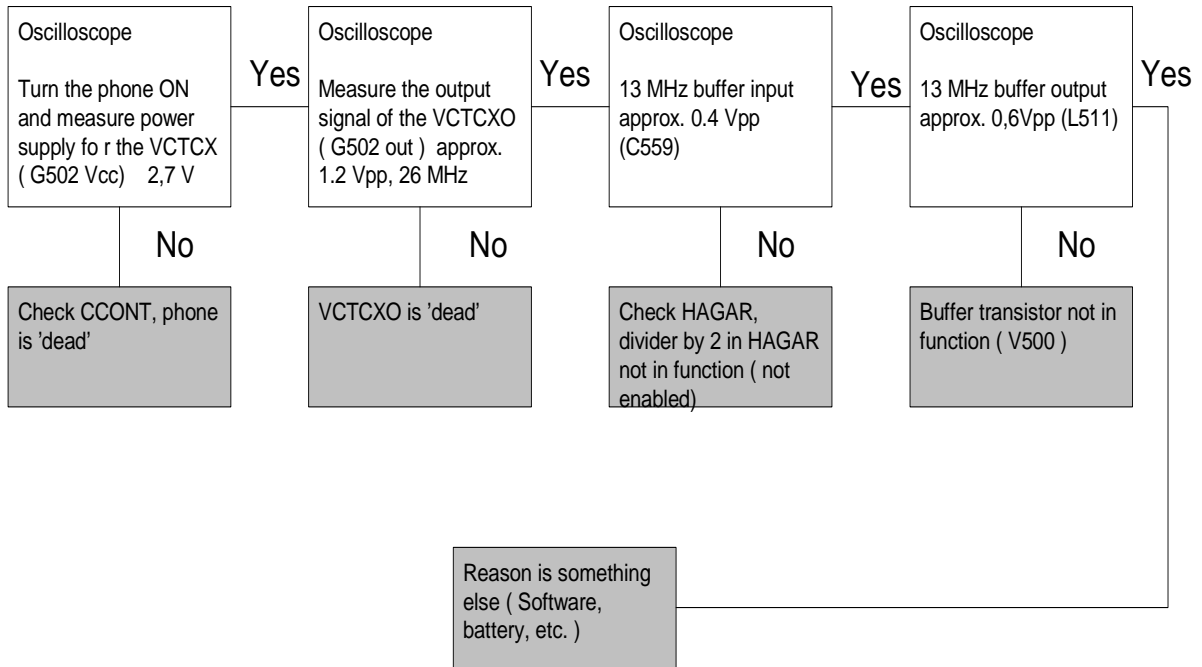 Oscilloscope
Turn the phone ON
and measure power
supply fo r the VCTCX
( G502 Vcc) 2,7 V
Yes
Oscilloscope
Measure the output
signal of the VCTCXO
( G502 out ) approx.
1.2 Vpp, 26 MHz
Yes
Oscilloscope
13 MHz buffer input
approx. 0.4 Vpp
(C559)
Yes
Oscilloscope
13 MHz buffer output
approx. 0,6Vpp (L511)
Yes
No
No
No
No
Check CCONT, phone
is 'dead’
VCTCXO is 'dead’
Check HAGAR,
divider by 2 in HAGAR
not in function ( not
enabled)
Buffer transistor not in
function ( V500 )
Reason is something
else ( Software,
battery, etc. )